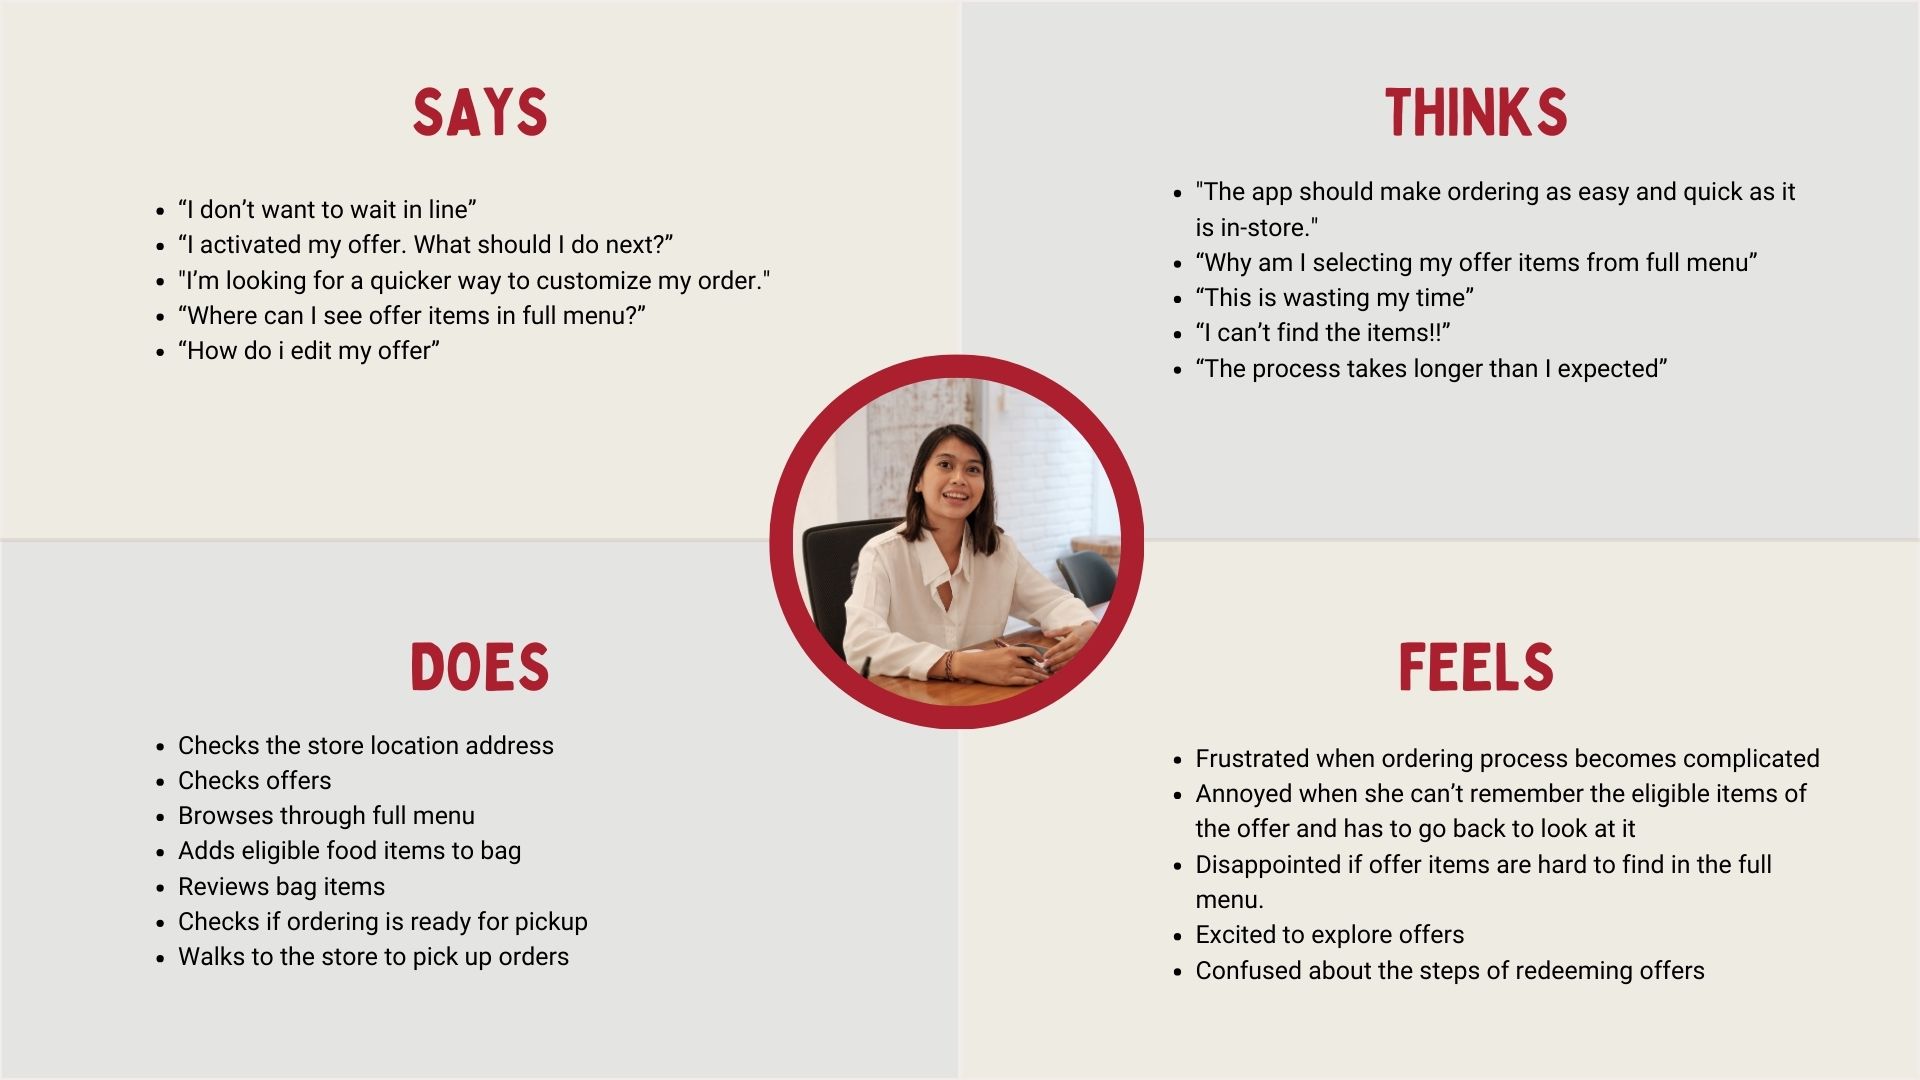 SAYS
• “I don’t want to wait in line”
• “I activated my offer. What should I do next?”
• "I’m looking for a quicker way to customize my order."
• “Where can I see offer items in full menu?”
• “How do i edit my offer”
THINKS
• "The app should make ordering as easy and quick as it
is in-store."
• “Why am I selecting my offer items from full menu”
• “This is wasting my time”
• “I can’t find the items!!”
• “The process takes longer than I expected”
DOES
• Checks the store location address
• Checks offers
• Browses through full menu
• Adds eligible food items to bag
• Reviews bag items
• Checks if ordering is ready for pickup
• Walks to the store to pick up orders
FEELS
• Frustrated when ordering process becomes complicated
• Annoyed when she can’t remember the eligible items of
the offer and has to go back to look at it
• Disappointed if offer items are hard to find in the full
menu.
• Excited to explore offers
• Confused about the steps of redeeming offers